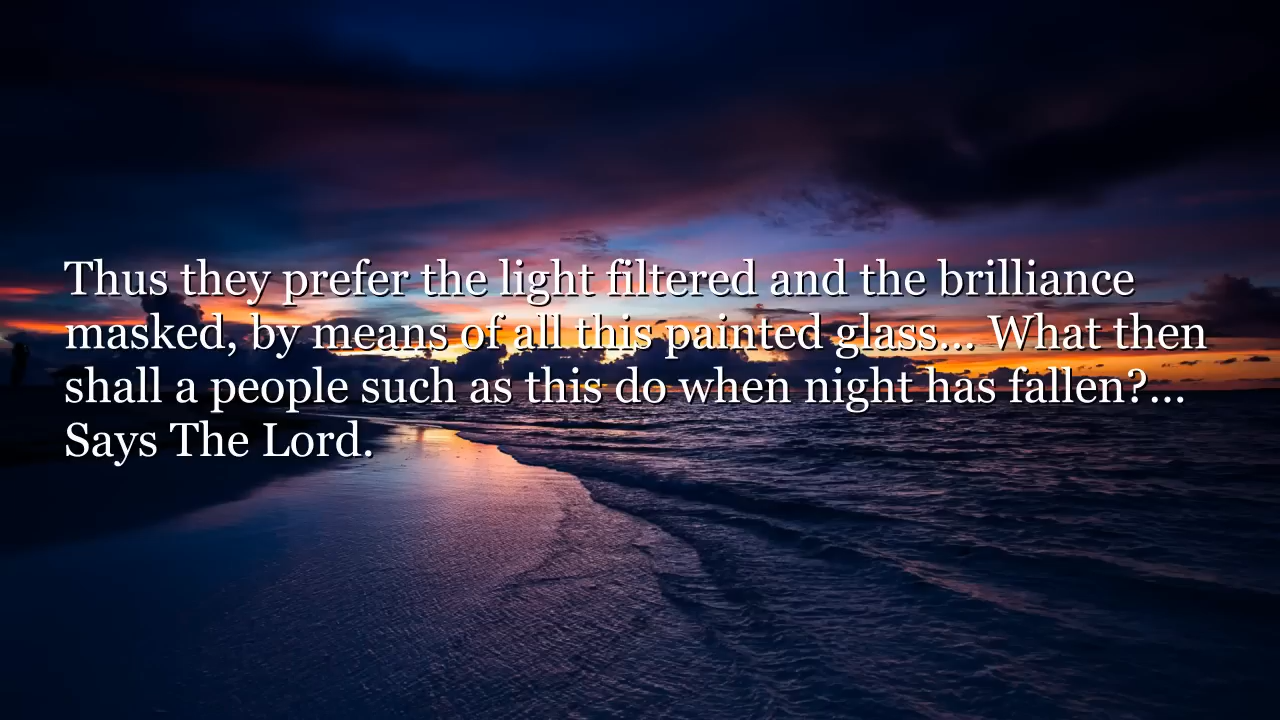 Thus they prefer the light filtered and the brilliance
masked, by means of all this painted glass... What then
shall a people such as this do when night has fallen?...
Says The Lord.